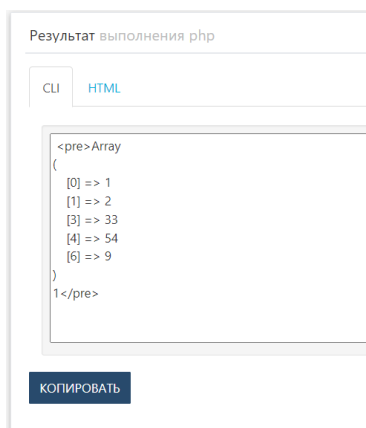 Результат выполнения php
CLI HTML
<pre>Array
(
[0] => 1
[1] => 2
[3] => 33
[4] => 54
[6] => 9
)
1</pre>
КОПИРОВАТЬ